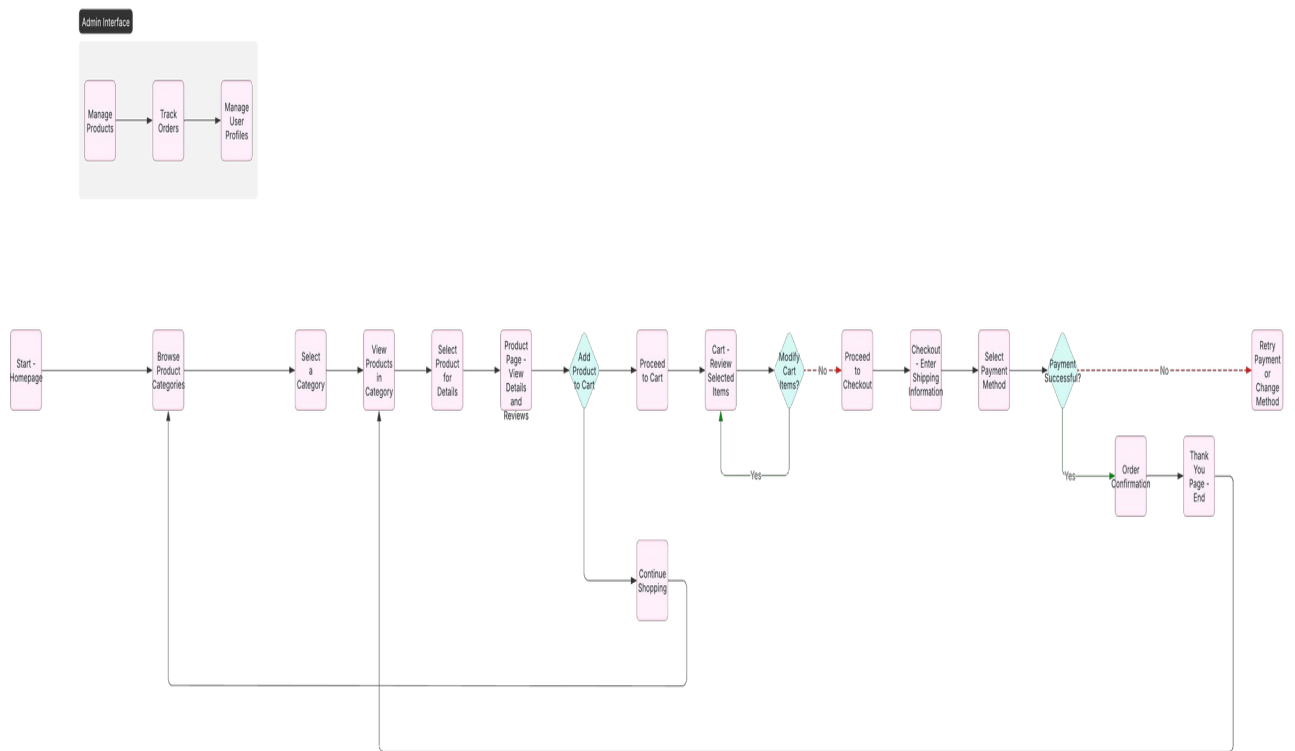 Admin Interface
Manage
Products
Track
Orders
Manage
User
Profiles
Start -
Homepage
Browse
Product
Categories
Select
a
Category
View
Products
in
Category
Select
Product
for
Details
Product
Page -
View
Details
and
Reviews
Add
Product
to Cart
Proceed
to Cart
Cart -
Review
Selected
Items
Modify
Cart
Items?
No
Proceed
to
Checkout
Checkout
- Enter
Shipping
Information
Select
Payment
Method
Payment
Successful?
No
Retry
Payment
or
Change
Method
Yes
Yes
Order
Confirmation
Thank
You
Page -
End
Continue
Shopping